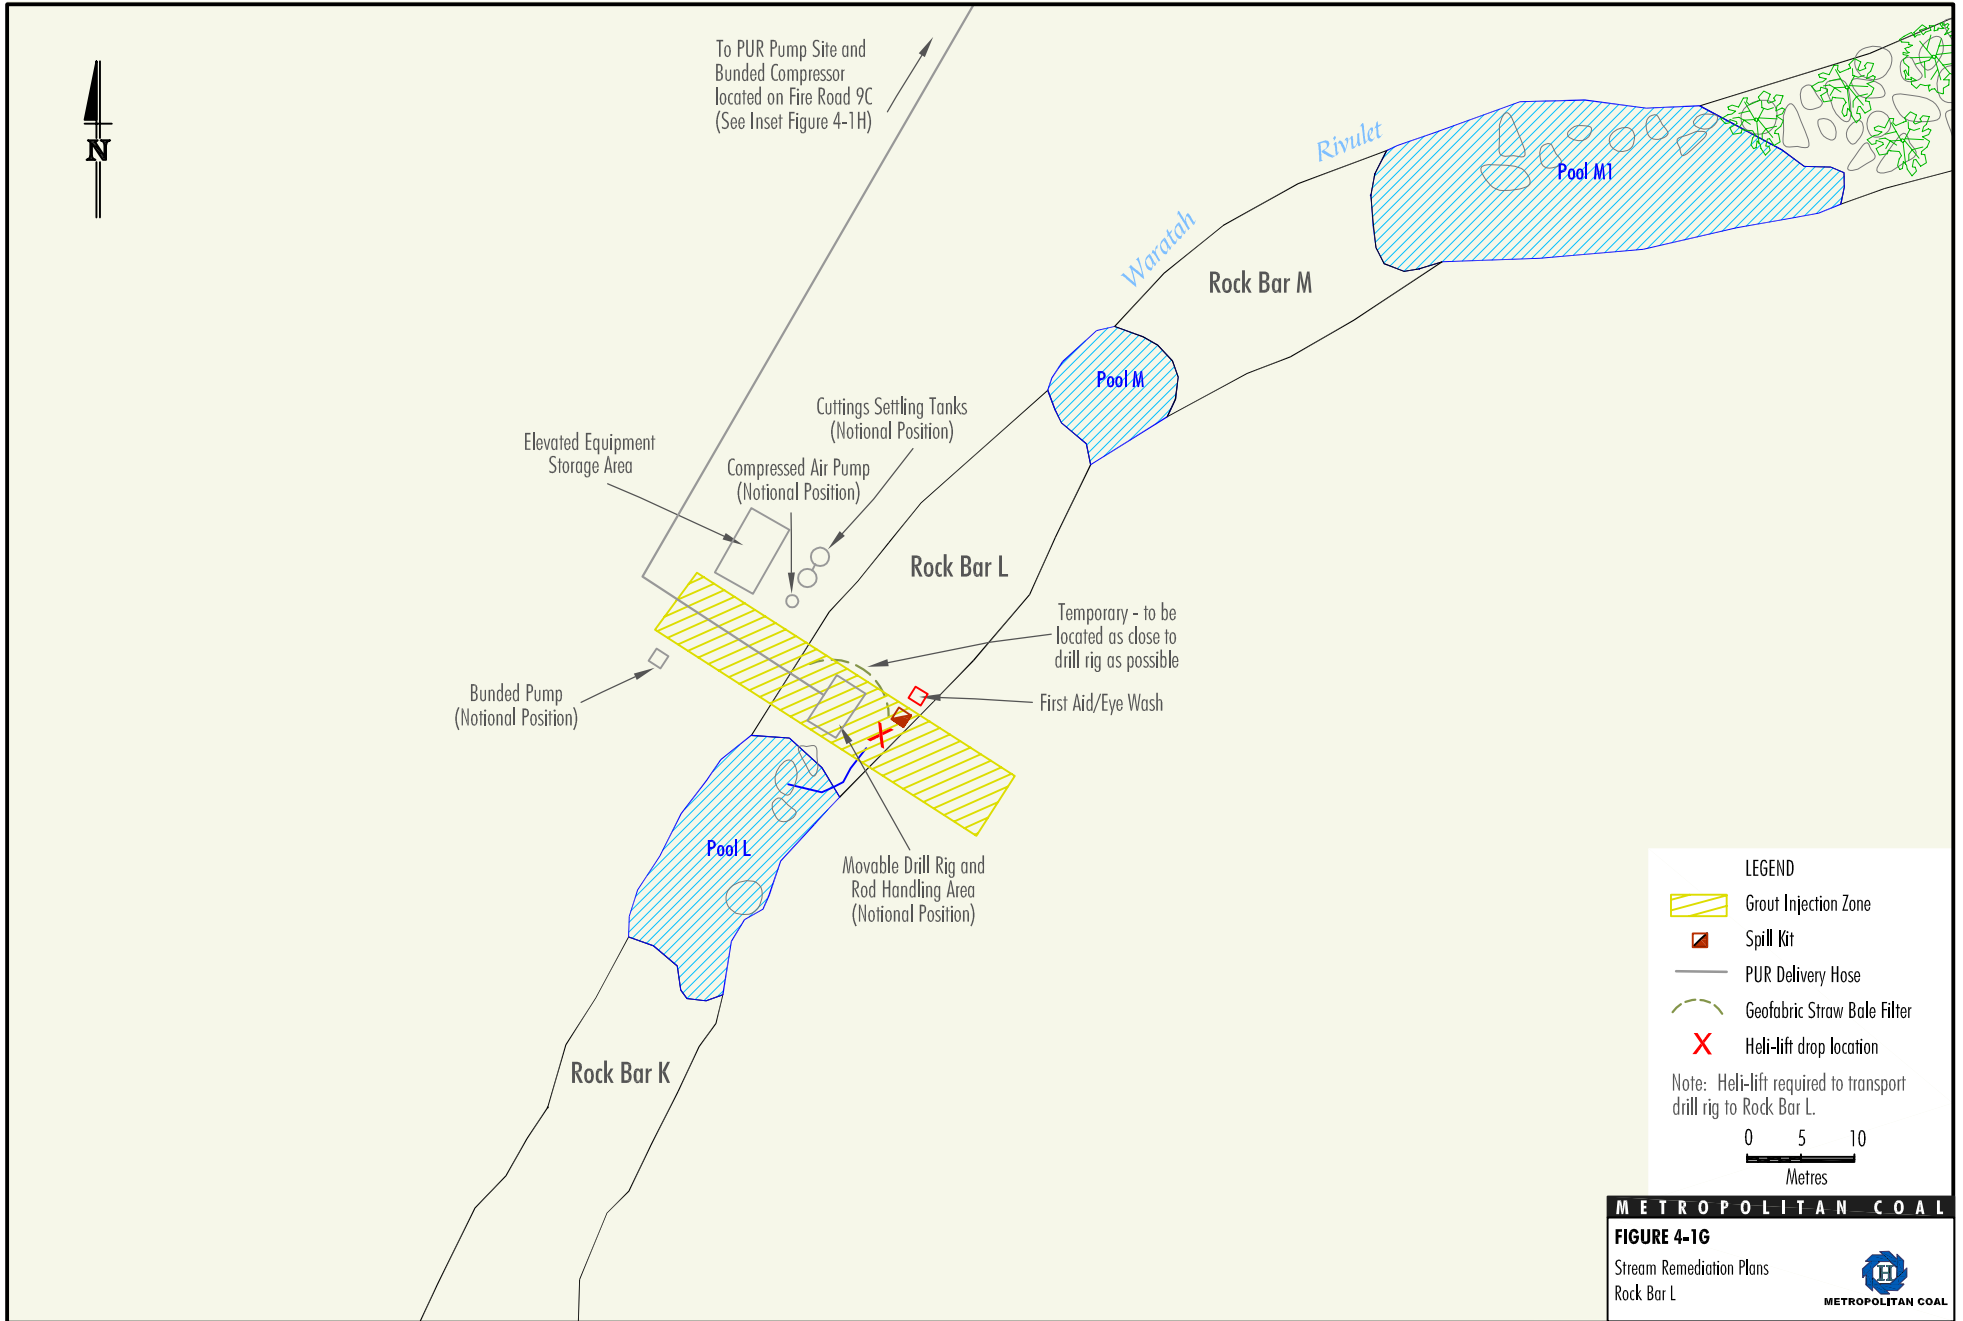 To PUR Pump Site and
Bunded Compressor
located on Fire Road 9C
(See Inset Figure 4-1H)
N
Rivulet
Waratah
Pool M1
Rock Bar M
Pool M
Cuttings Settling Tanks
(Notional Position)
Elevated Equipment
Storage Area
Compressed Air Pump
(Notional Position)
Rock Bar L
Temporary - to be
located as close to
drill rig as possible
First Aid/Eye Wash
Bunded Pump
(Notional Position)
Pool L
Movable Drill Rig and
Rod Handling Area
(Notional Position)
Rock Bar K
LEGEND
Grout Injection Zone
Spill Kit
PUR Delivery Hose
Geofabric Straw Bale Filter
X Heli-lift drop location
Note: Heli-lift required to transport
drill rig to Rock Bar L.
0 5 10
Metres
METROPOLITAN COAL
FIGURE 4-1G
Stream Remediation Plans
Rock Bar L
H
METROPOLITAN COAL